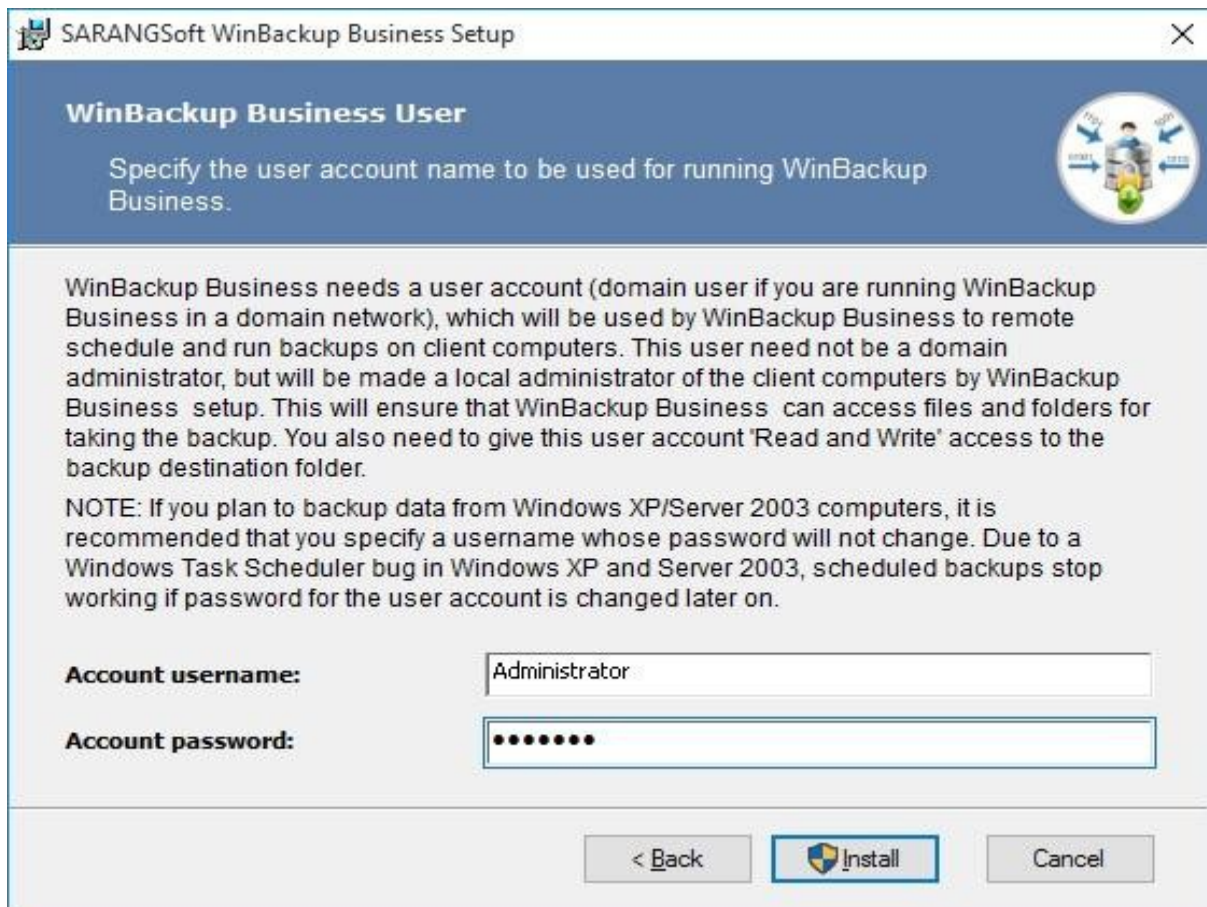 SARANGSoft WinBackup Business Setup
WinBackup Business User
Specify the user account name to be used for running WinBackup
Business.
WinBackup Business needs a user account (domain user if you are running WinBackup
Business in a domain network), which will be used by WinBackup Business to remote
schedule and run backups on client computers. This user need not be a domain
administrator, but will be made a local administrator of the client computers by WinBackup
Business  setup. This will ensure that WinBackup Business  can access files and folders for
taking the backup. You also need to give this user account 'Read and Write' access to the
backup destination folder.
NOTE: If you plan to backup data from Windows XP/Server 2003 computers, it is
recommended that you specify a username whose password will not change. Due to a
Windows Task Scheduler bug in Windows XP and Server 2003, scheduled backups stop
working if password for the user account is changed later on.
Account username:
Administrator
Account password:
●●●●●●●
< Back
Install
Cancel